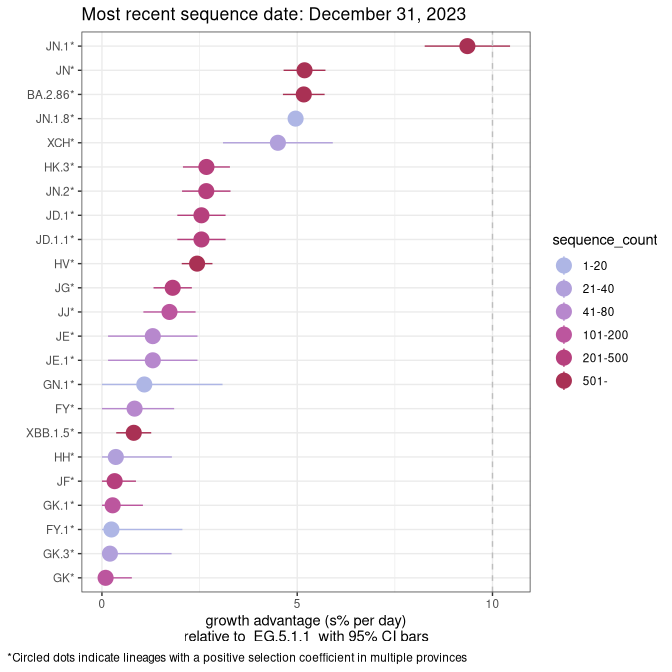 Most recent sequence date: December 31, 2023
JN.1*
JN*
BA.2.86*
JN.1.8*
XCH*
HK.3*
JN.2*
JD.1*
JD.1.1*
HV*
JG*
JJ*
JE*
JE.1*
GN.1*
FY*
XBB.1.5*
HH*
JF*
GK.1*
FY.1*
GK.3*
GK*
0 5 10
growth advantage (s% per day)
relative to EG.5.1.1 with 95% CI bars
sequence_count
1-20
21-40
41-80
101-200
201-500
501-
*Circled dots indicate lineages with a positive selection coefficient in multiple provinces